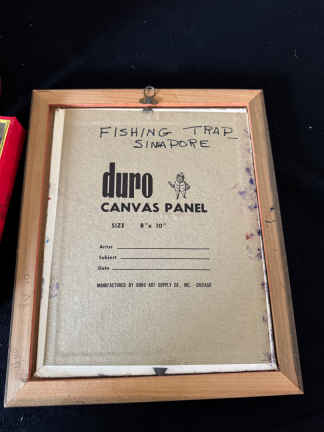 FISHING TRAP
SINAPORE
duro
CANVAS PANEL
SIZE 8" x 10"
Artist
Subject
Date
MANUFACTURED BY DURO ART SUPPLY CO., INC. CHICAGO